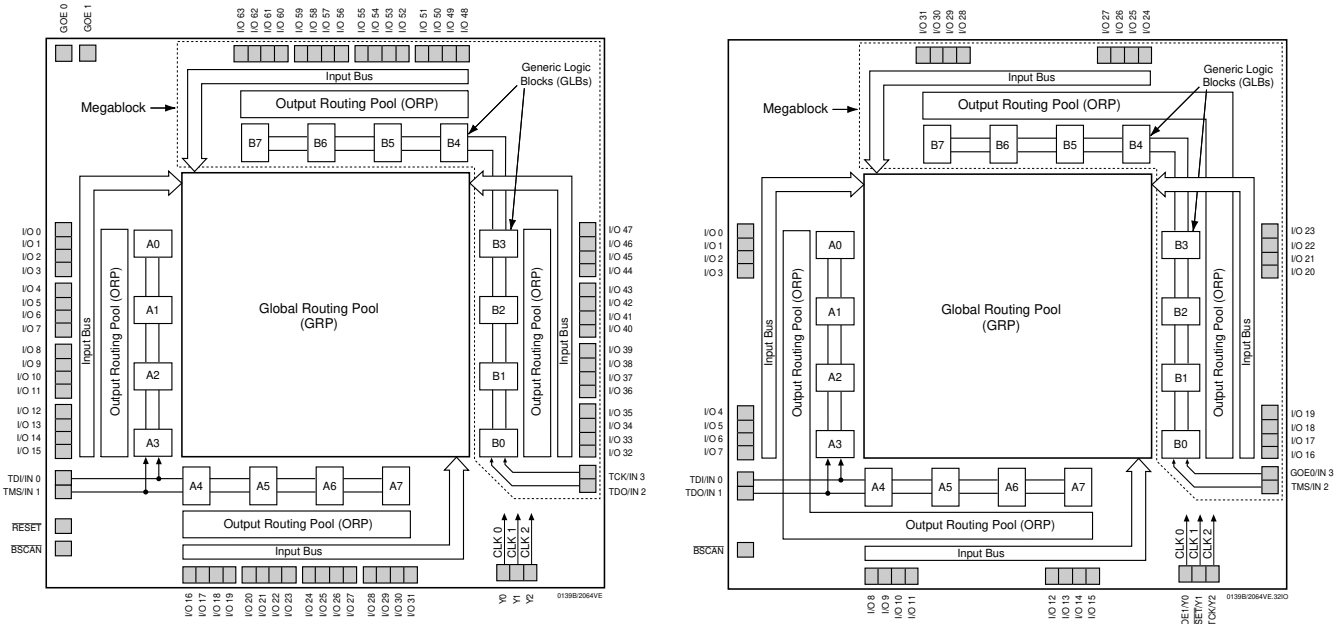 GOE 0
GOE 1
I/O 63
I/O 62
I/O 61
I/O 60
I/O 59
I/O 58
I/O 57
I/O 56
I/O 55
I/O 54
I/O 53
I/O 52
I/O 51
I/O 50
I/O 49
I/O 48
Input Bus
Generic Logic
Blocks (GLBs)
Megablock
Output Routing Pool (ORP)
B7
B6
B5
B4
I/O 0
I/O 1
I/O 2
I/O 3
I/O 4
I/O 5
I/O 6
I/O 7
I/O 8
I/O 9
I/O 10
I/O 11
I/O 12
I/O 13
I/O 14
I/O 15
Input Bus
Output Routing Pool (ORP)
A0
A1
A2
A3
Global Routing Pool
(GRP)
B3
B2
B1
B0
Output Routing Pool (ORP)
Input Bus
I/O 47
I/O 46
I/O 45
I/O 44
I/O 43
I/O 42
I/O 41
I/O 40
I/O 39
I/O 38
I/O 37
I/O 36
I/O 35
I/O 34
I/O 33
I/O 32
TDI/IN 0
TMS/IN 1
A4
A5
A6
A7
TCK/IN 3
TDO/IN 2
Output Routing Pool (ORP)
RESET
BSCAN
Input Bus
CLK 0
CLK 1
CLK 2
I/O 16
I/O 17
I/O 18
I/O 19
I/O 20
I/O 21
I/O 22
I/O 23
I/O 24
I/O 25
I/O 26
I/O 27
I/O 28
I/O 29
I/O 30
I/O 31
Y0
Y1
Y2
0139B/2064VE
I/O 31
I/O 30
I/O 29
I/O 28
I/O 27
I/O 26
I/O 25
I/O 24
Input Bus
Generic Logic
Blocks (GLBs)
Megablock
Output Routing Pool (ORP)
B7
B6
B5
B4
I/O 0
I/O 1
I/O 2
I/O 3
I/O 4
I/O 5
I/O 6
I/O 7
Input Bus
Output Routing Pool (ORP)
A0
A1
A2
A3
Global Routing Pool
(GRP)
B3
B2
B1
B0
Output Routing Pool (ORP)
Input Bus
I/O 23
I/O 22
I/O 21
I/O 20
I/O 19
I/O 18
I/O 17
I/O 16
TDI/IN 0
TDO/IN 1
A4
A5
A6
A7
GOE0/IN 3
TMS/IN 2
Output Routing Pool (ORP)
BSCAN
Input Bus
CLK 0
CLK 1
CLK 2
I/O 8
I/O 9
I/O 10
I/O 11
I/O 12
I/O 13
I/O 14
I/O 15
OE1/Y0
SET/Y1
TCK/Y2
0139B/2064VE.32IO